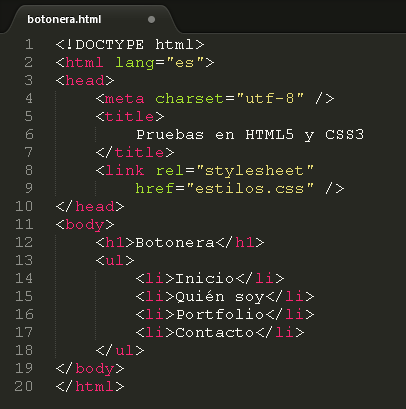 botonera.html
1 <!DOCTYPE html>
2 <html lang="es">
3 <head>
4     <meta charset="utf-8" />
5     <title>
6         Pruebas en HTML5 y CSS3
7     </title>
8     <link rel="stylesheet"
9         href="estilos.css" />
10 </head>
11 <body>
12     <h1>Botonera</h1>
13     <ul>
14         <li>Inicio</li>
15         <li>Quién soy</li>
16         <li>Portfolio</li>
17         <li>Contacto</li>
18     </ul>
19 </body>
20 </html>